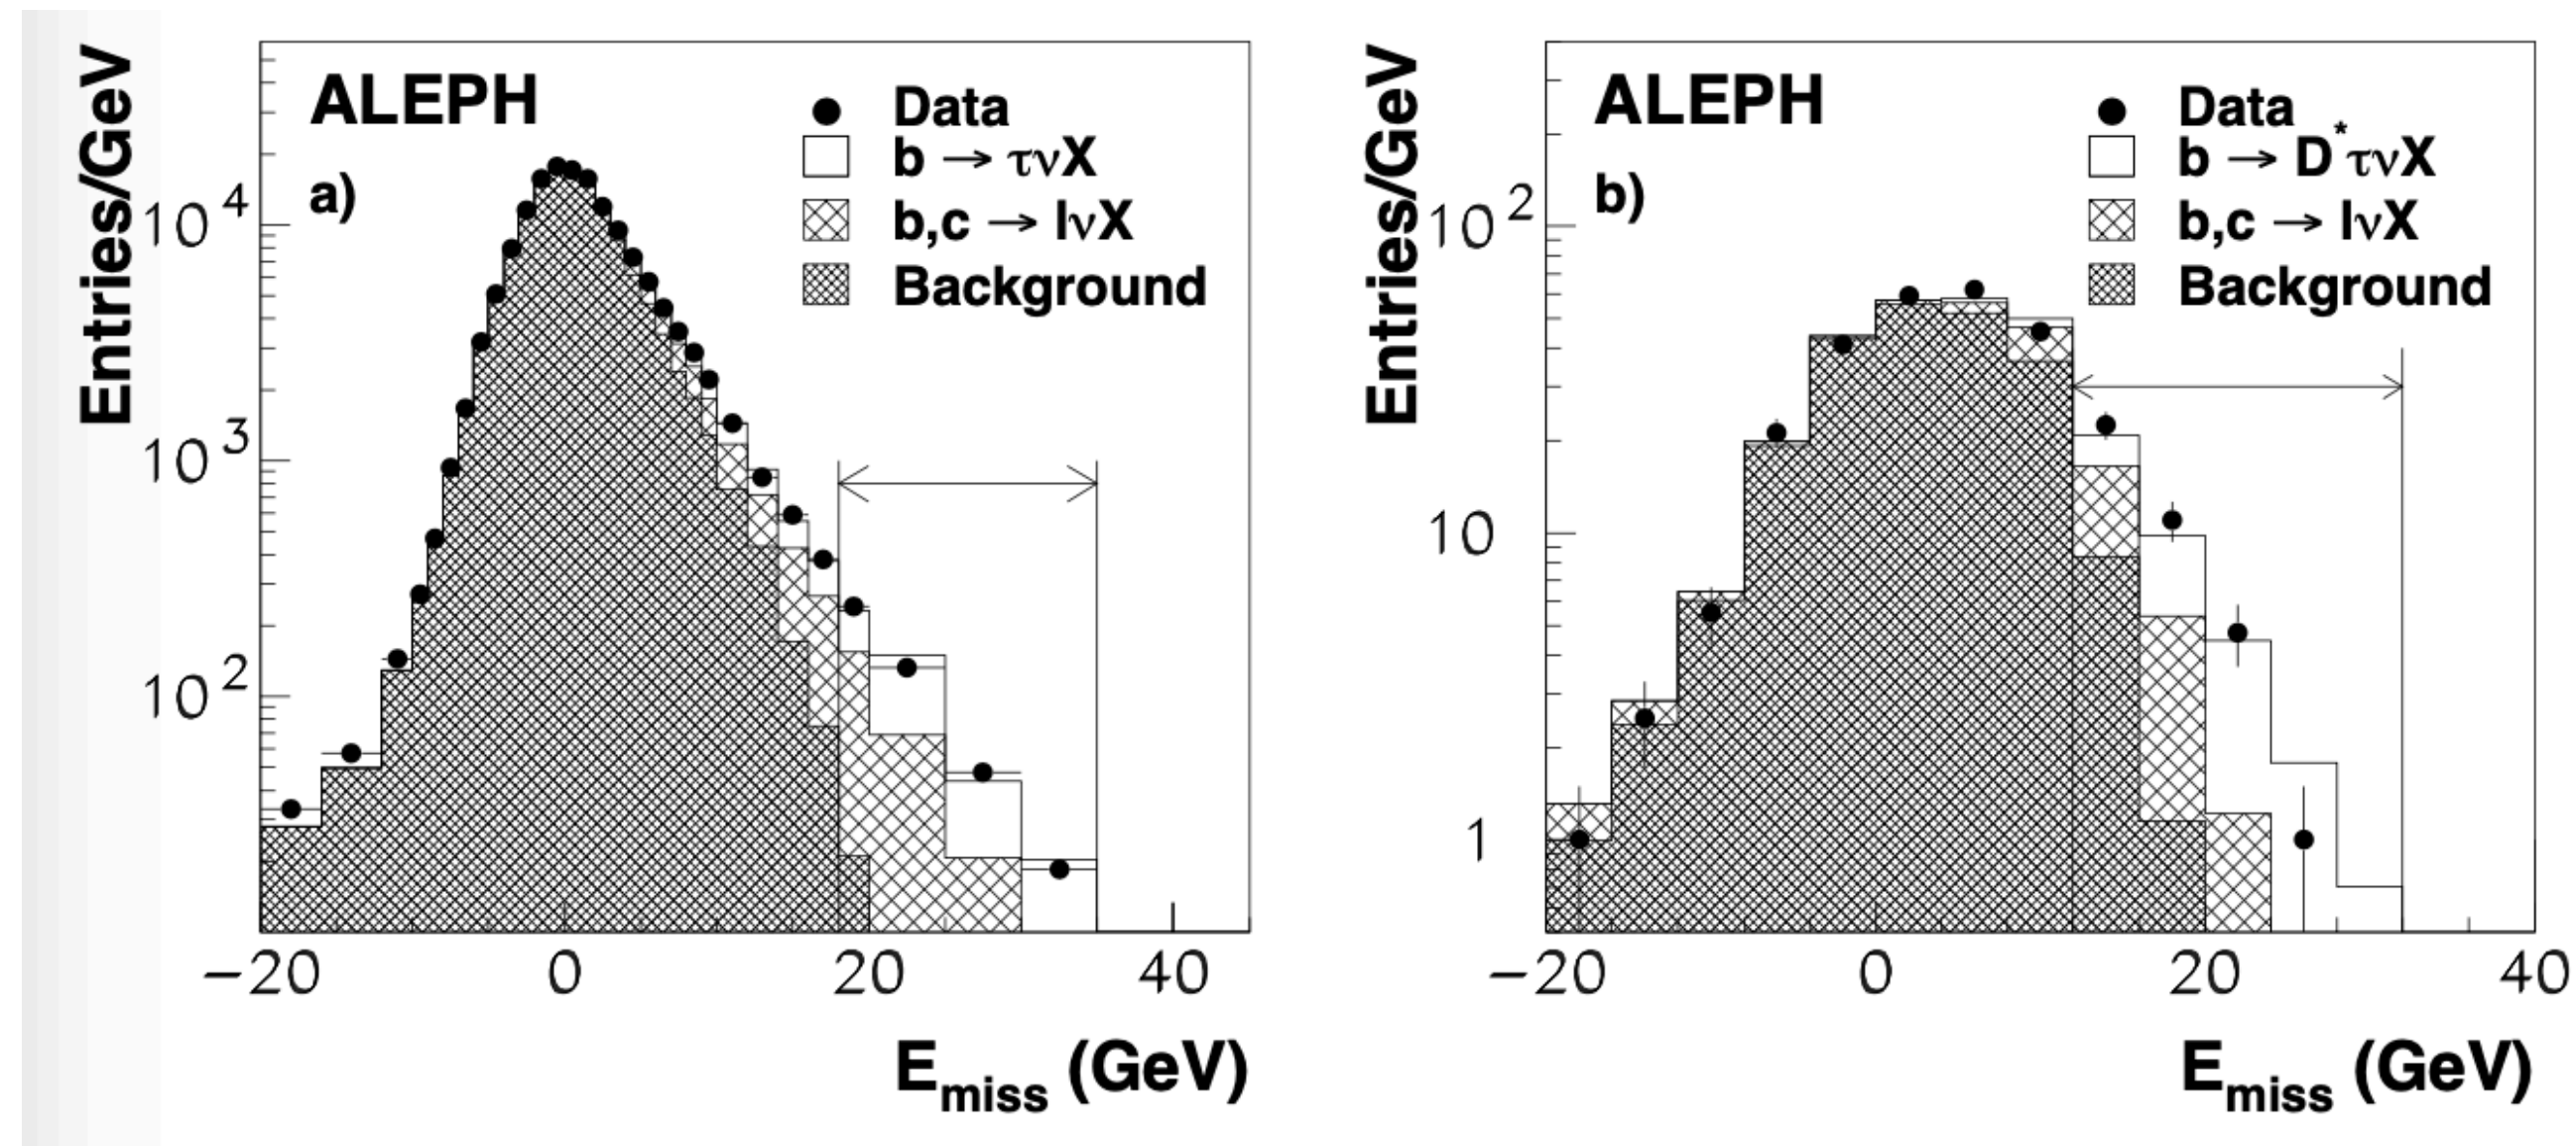 ALEPH
a)
Data
b → τνX
b,c → lνX
Background
Entries/GeV
10⁴
10³
10²
−20 0 20 40
E_miss (GeV)
ALEPH
b)
Data
b → D*τνX
b,c → lνX
Background
Entries/GeV
10²
10
1
−20 0 20 40
E_miss (GeV)